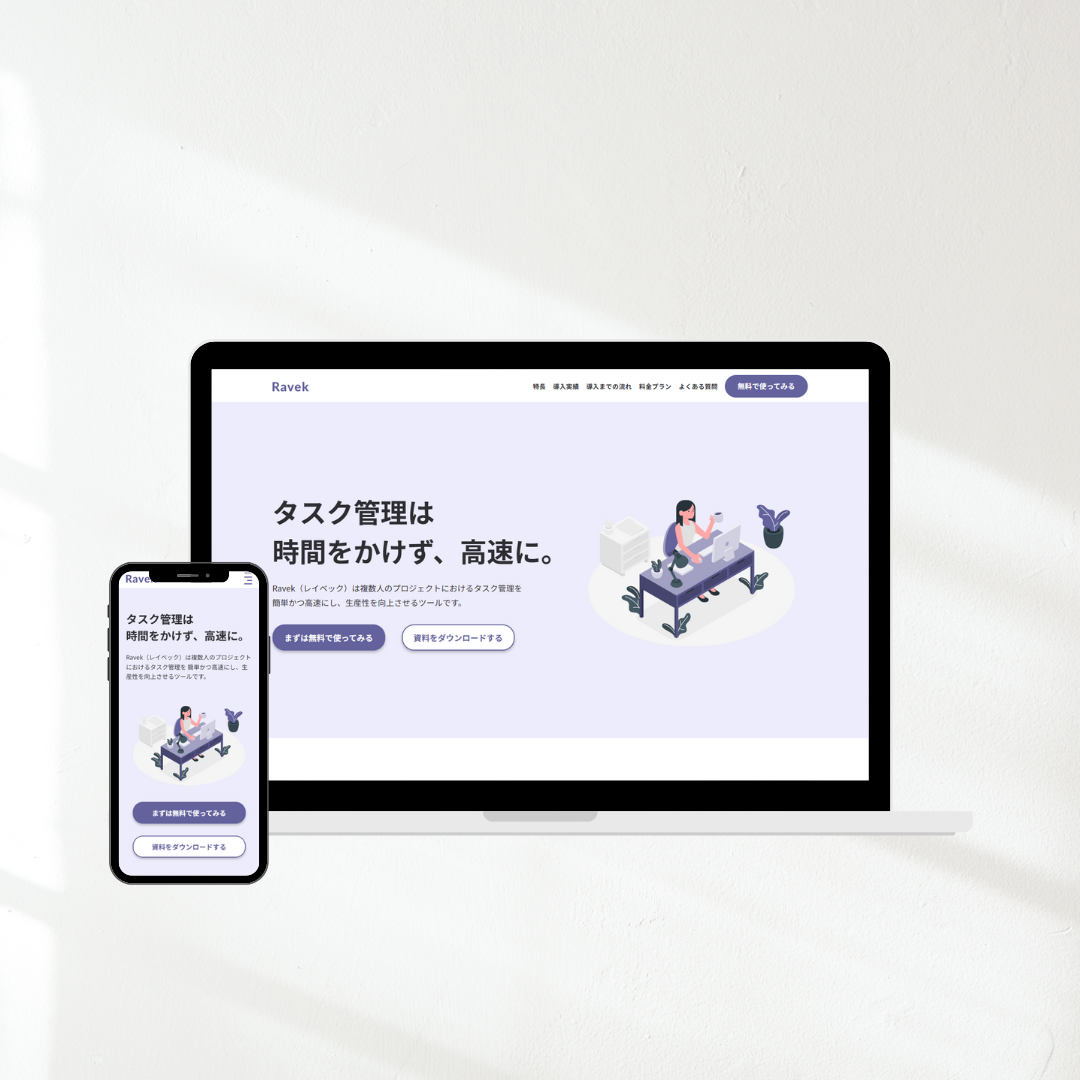 Ravek
特長 導入実績 導入までの流れ 料金プラン よくある質問 無料で使ってみる
タスク管理は
時間をかけず、高速に。
Ravek（レイベック）は複数人のプロジェクトにおけるタスク管理を
簡単かつ高速にし、生産性を向上させるツールです。
まずは無料で使ってみる 資料をダウンロードする
Rave
タスク管理は
時間をかけず、高速に。
Ravek（レイベック）は複数人のプロジェクト
におけるタスク管理を 簡単かつ高速にし、生
産性を向上させるツールです。
まずは無料で使ってみる
資料をダウンロードする